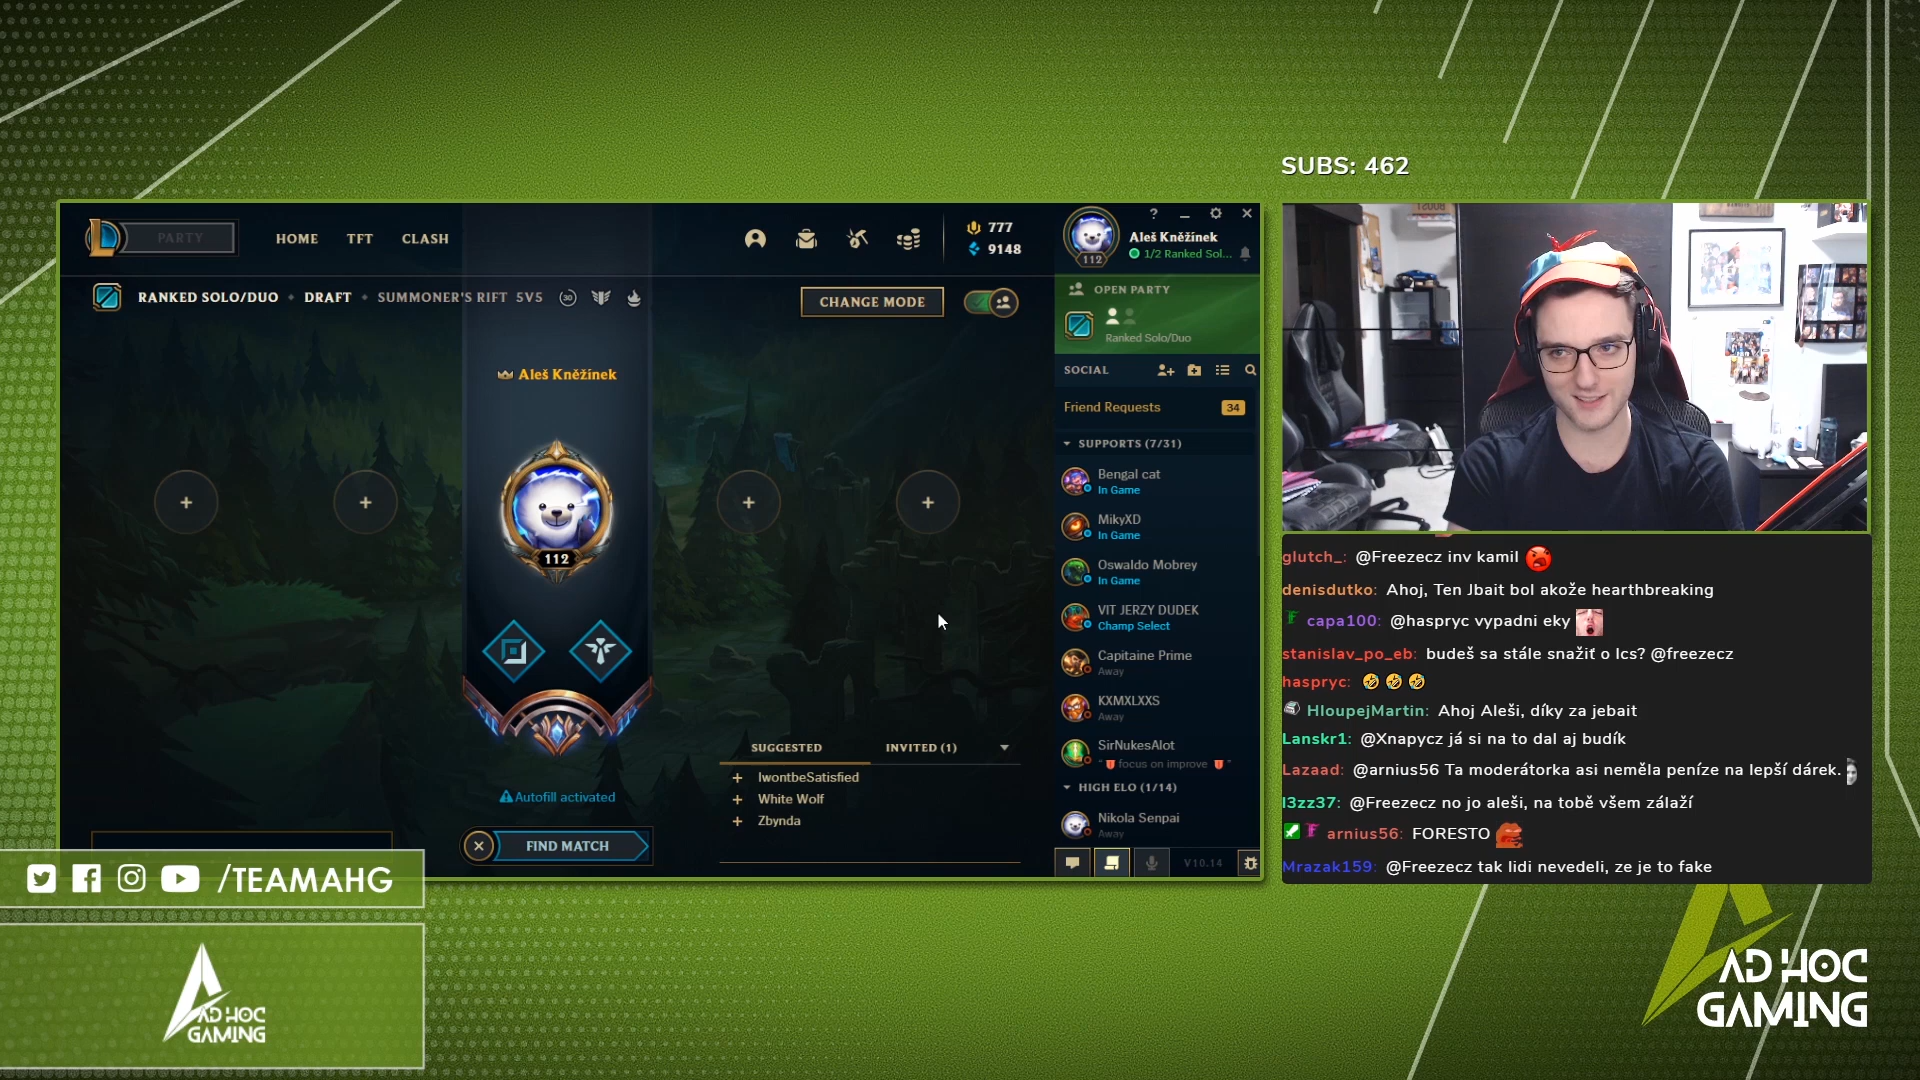 SUBS: 462
PARTY
HOME TFT CLASH
777
9148
Aleš Kněžínek
1/2 Ranked Sol...
112
RANKED SOLO/DUO • DRAFT • SUMMONER'S RIFT 5V5
30
CHANGE MODE
OPEN PARTY
Ranked Solo/Duo
SOCIAL
Friend Requests 34
SUPPORTS (7/31)
Bengal cat
In Game
MikyXD
In Game
Oswaldo Mobrey
In Game
VIT JERZY DUDEK
Champ Select
Capitaine Prime
Away
KXMXLXXS
Away
SirNukesAlot
" focus on improve "
HIGH ELO (1/14)
Nikola Senpai
Away
V10.14
Aleš Kněžínek
112
Autofill activated
FIND MATCH
SUGGESTED INVITED (1)
IwontbeSatisfied
White Wolf
Zbynda
glutch_: @Freezecz inv kamil
denisdutko: Ahoj, Ten Jbait bol akože hearthbreaking
capa100: @haspryc vypadni eky
stanislav_po_eb: budeš sa stále snažiť o lcs? @freezecz
haspryc: 🤣 🤣 🤣
HloupejMartin: Ahoj Aleši, díky za jebait
Lanskr1: @Xnapycz já si na to dal aj budík
Lazaad: @arnius56 Ta moderátorka asi neměla peníze na lepší dárek.
l3zz37: @Freezecz no jo aleši, na tobě všem zálaží
arnius56: FORESTO
Mrazak159: @Freezecz tak lidi nevedeli, ze je to fake
/TEAMAHG
AD HOC
GAMING
AD HOC
GAMING